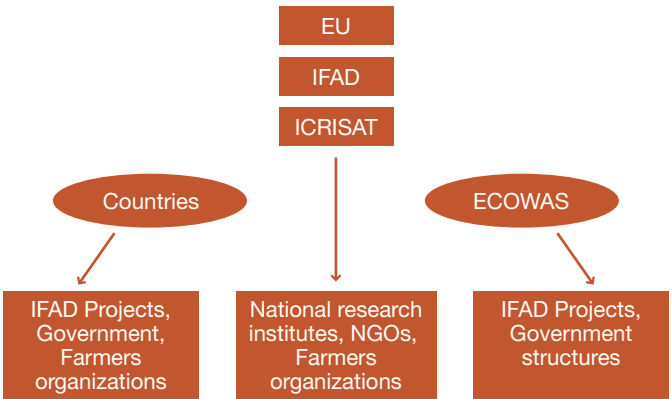 EU
IFAD
ICRISAT
Countries
ECOWAS
IFAD Projects,
Government,
Farmers
organizations
National research
institutes, NGOs,
Farmers
organizations
IFAD Projects,
Government
structures